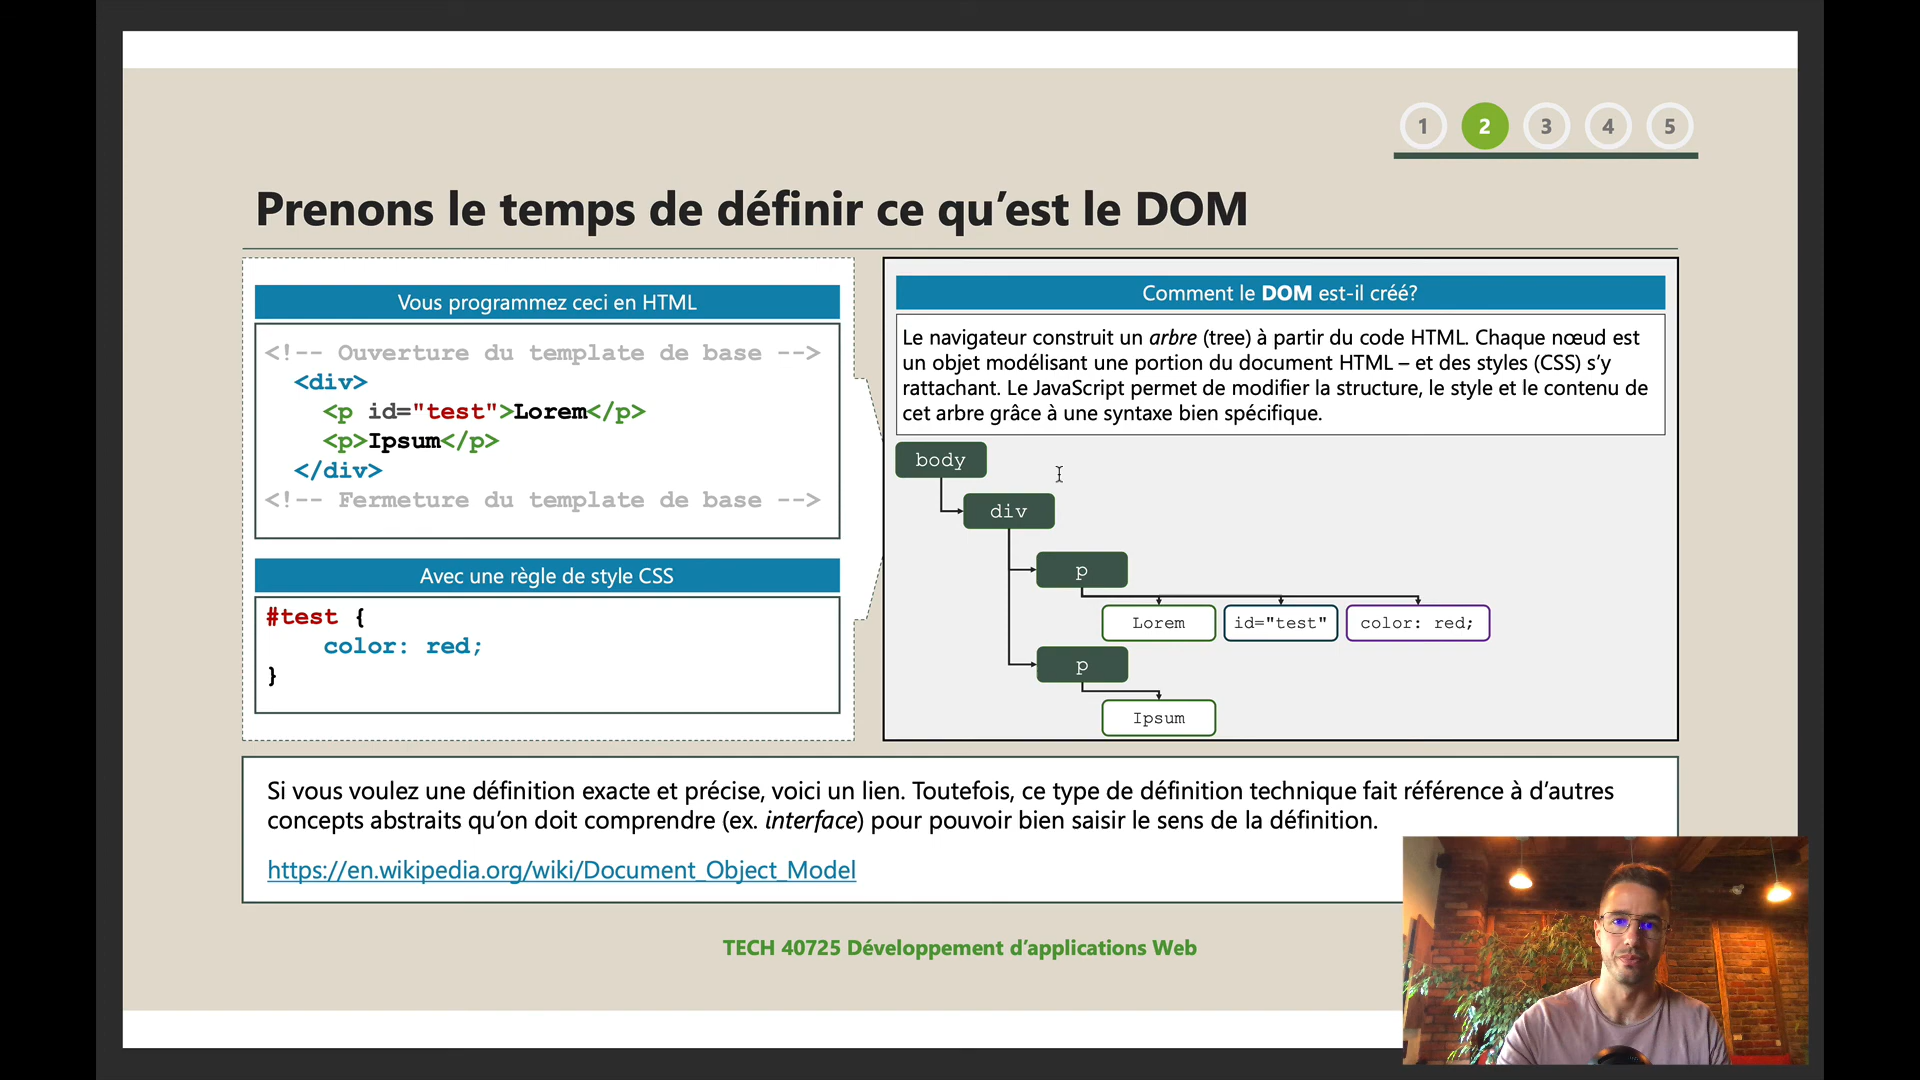 1 2 3 4 5
Prenons le temps de définir ce qu’est le DOM
Vous programmez ceci en HTML
<!-- Ouverture du template de base -->
<div>
<p id="test">Lorem</p>
<p>Ipsum</p>
</div>
<!-- Fermeture du template de base -->
Avec une règle de style CSS
#test {
color: red;
}
Comment le DOM est-il créé?
Le navigateur construit un arbre (tree) à partir du code HTML. Chaque nœud est
un objet modélisant une portion du document HTML – et des styles (CSS) s’y
rattachant. Le JavaScript permet de modifier la structure, le style et le contenu de
cet arbre grâce à une syntaxe bien spécifique.
body
div
p
Lorem id="test" color: red;
p
Ipsum
Si vous voulez une définition exacte et précise, voici un lien. Toutefois, ce type de définition technique fait référence à d’autres
concepts abstraits qu’on doit comprendre (ex. interface) pour pouvoir bien saisir le sens de la définition.
https://en.wikipedia.org/wiki/Document_Object_Model
TECH 40725 Développement d’applications Web